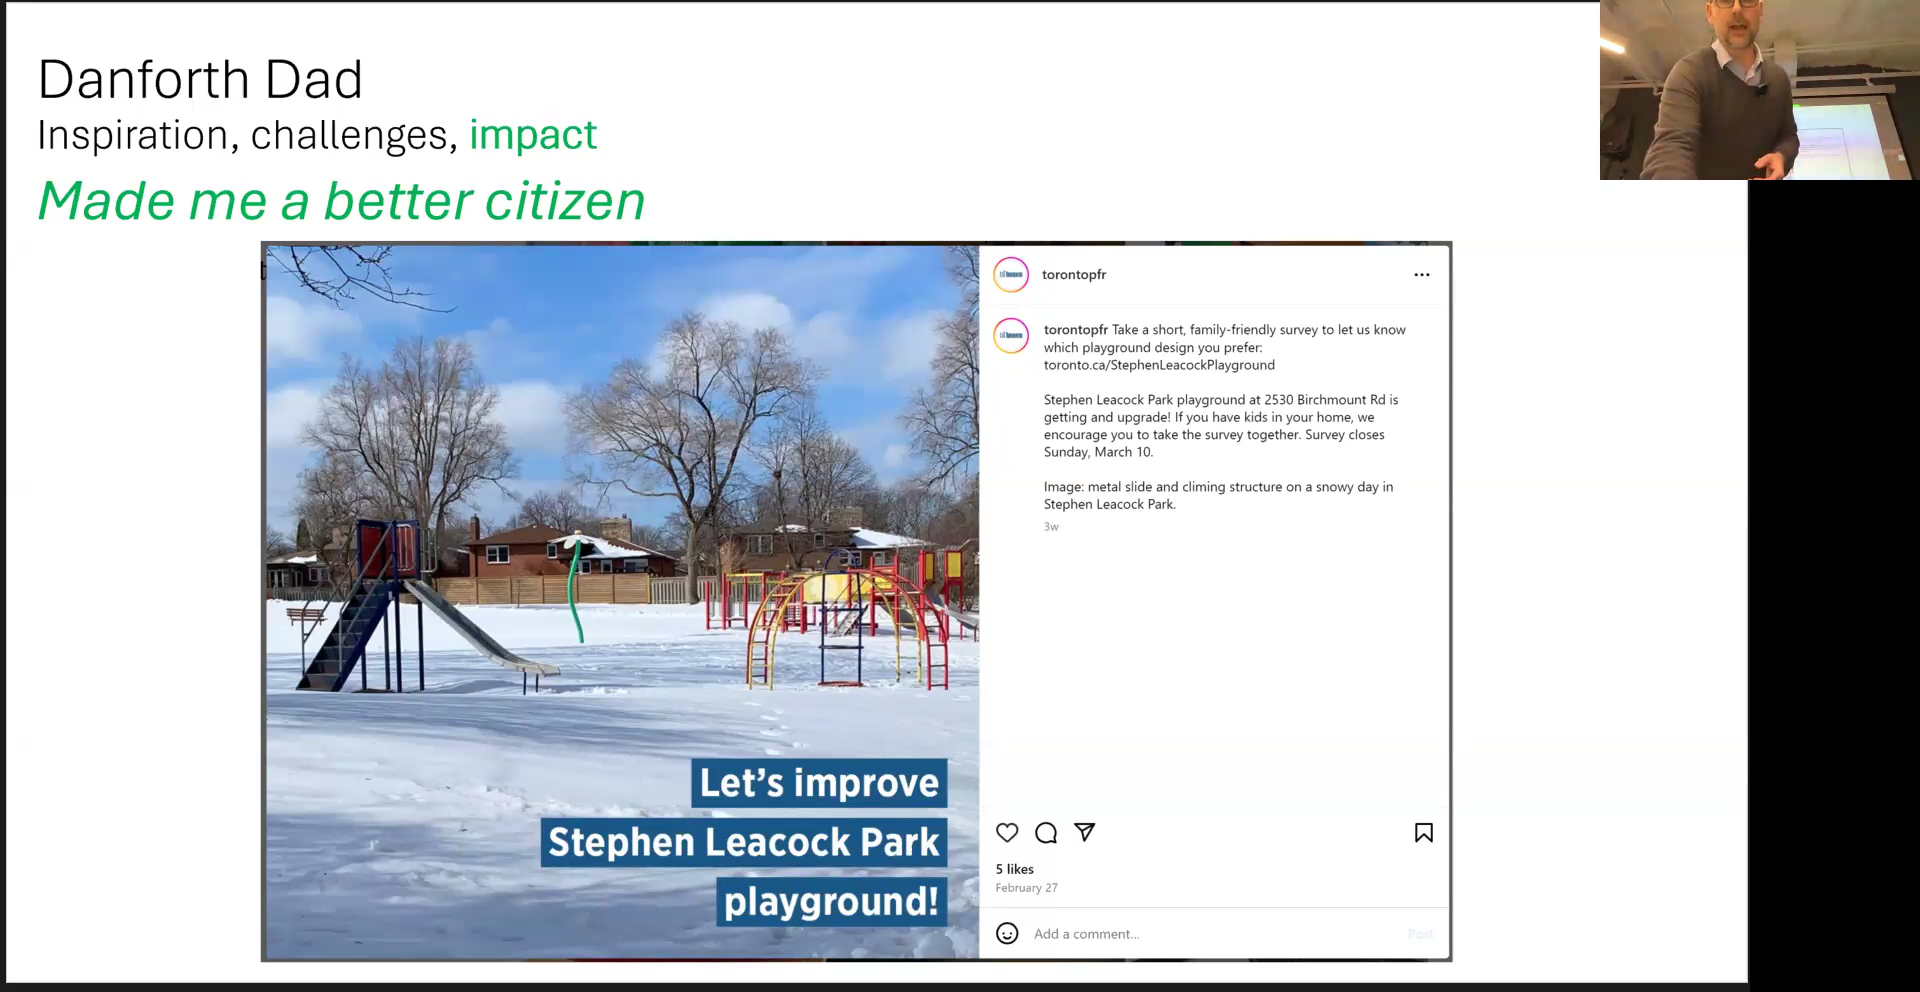 Danforth Dad
Inspiration, challenges, impact
Made me a better citizen
torontopfr
torontopfr Take a short, family-friendly survey to let us know
which playground design you prefer:
toronto.ca/StephenLeacockPlayground
Stephen Leacock Park playground at 2530 Birchmount Rd is
getting and upgrade! If you have kids in your home, we
encourage you to take the survey together. Survey closes
Sunday, March 10.
Image: metal slide and climing structure on a snowy day in
Stephen Leacock Park.
3w
Let's improve
Stephen Leacock Park
playground!
5 likes
February 27
Add a comment...
Post